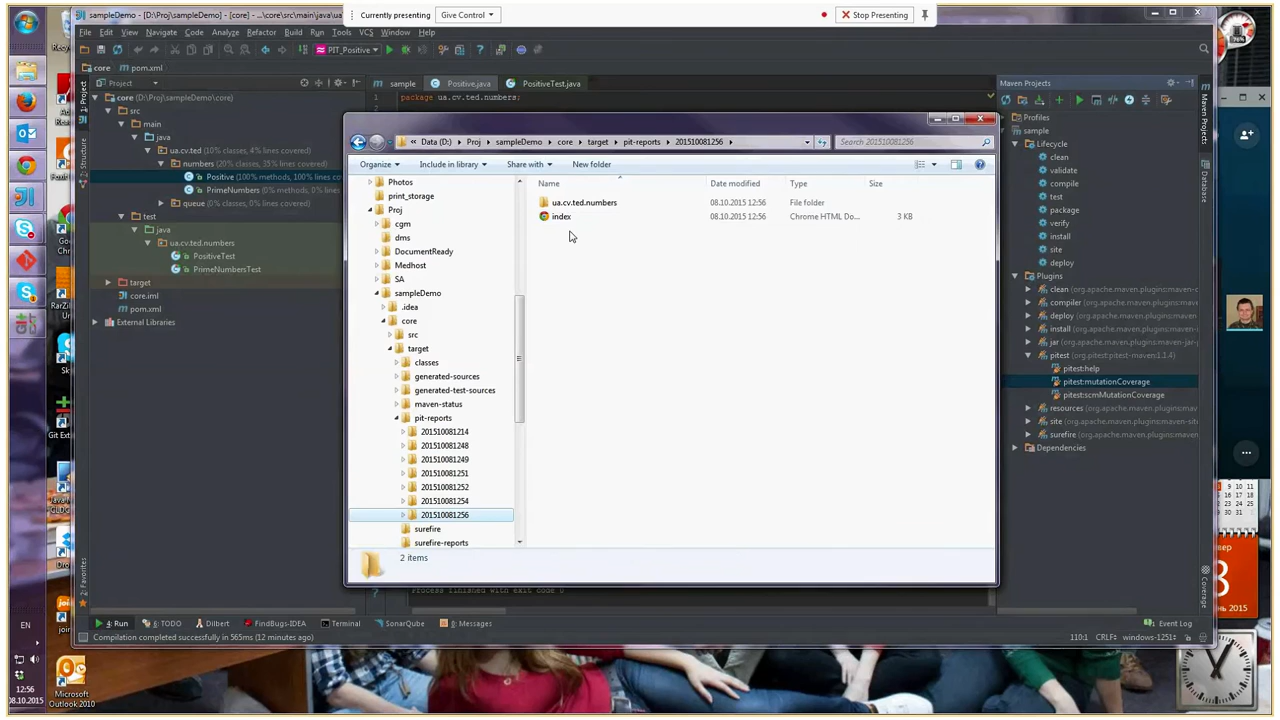 Currently presenting Give Control Stop Presenting
sampleDemo - [D:\Proj\sampleDemo] - [core] - ...\core\src\main\java\ua
File Edit View Navigate Code Analyze Refactor Build Run Tools VCS Window Help
PIT_Positive
core pom.xml
Project
sample Positive.java PositiveTest.java
Maven Projects
1: Project
core (D:\Proj\sampleDemo\core)
package ua.cv.ted.numbers;
src
main
java
ua.cv.ted (10% classes, 4% lines covered)
numbers (20% classes, 35% lines covered)
Positive (100% methods, 100% lines co
PrimeNumbers (0% methods, 0% lines co
queue (0% classes, 0% lines covered)
test
java
ua.cv.ted.numbers
PositiveTest
PrimeNumbersTest
target
core.iml
pom.xml
External Libraries
Structure
2: Favorites
Data (D:) Proj sampleDemo core target pit-reports 201510081256
Search 201510081256
Organize Include in library Share with New folder
Name Date modified Type Size
ua.cv.ted.numbers 08.10.2015 12:56 File folder
index 08.10.2015 12:56 Chrome HTML Do... 3 KB
Photos
print_storage
Proj
cgm
dms
DocumentReady
Medhost
SA
sampleDemo
.idea
core
src
target
classes
generated-sources
generated-test-sources
maven-status
pit-reports
201510081214
201510081248
201510081249
201510081251
201510081252
201510081254
201510081256
surefire
surefire-reports
2 items
Process finished with exit code 0
Profiles
sample
Lifecycle
clean
validate
compile
test
package
verify
install
site
deploy
Plugins
clean (org.apache.maven.plugins:mave
compiler (org.apache.maven.plugins:m
deploy (org.apache.maven.plugins:mav
install (org.apache.maven.plugins:mav
jar (org.apache.maven.plugins:maven-jar-
pitest (org.pitest:pitest-maven:1.1.4)
pitest:help
pitest:mutationCoverage
pitest:scmMutationCoverage
resources (org.apache.maven.plugins:
site (org.apache.maven.plugins:maven-
surefire (org.apache.maven.plugins:ma
Dependencies
Maven Projects
Database
Coverage
4: Run 6: TODO Dilbert FindBugs-IDEA Terminal SonarQube 0: Messages Event Log
Compilation completed successfully in 565ms (12 minutes ago) 110:1 CRLF windows-1251
EN
12:56
08.10.2015
Microsoft
Outlook 2010